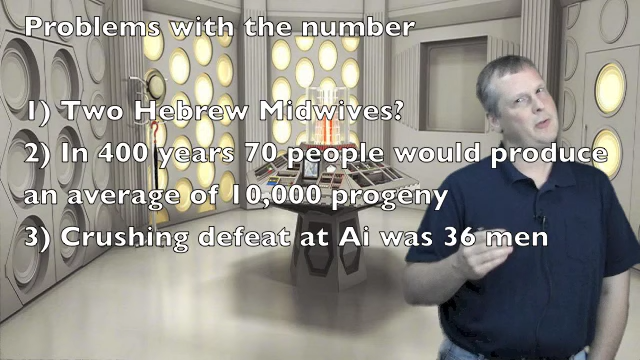 Problems with the number
1) Two Hebrew Midwives?
2) In 400 years 70 people would produce
an average of 10,000 progeny
3) Crushing defeat at Ai was 36 men